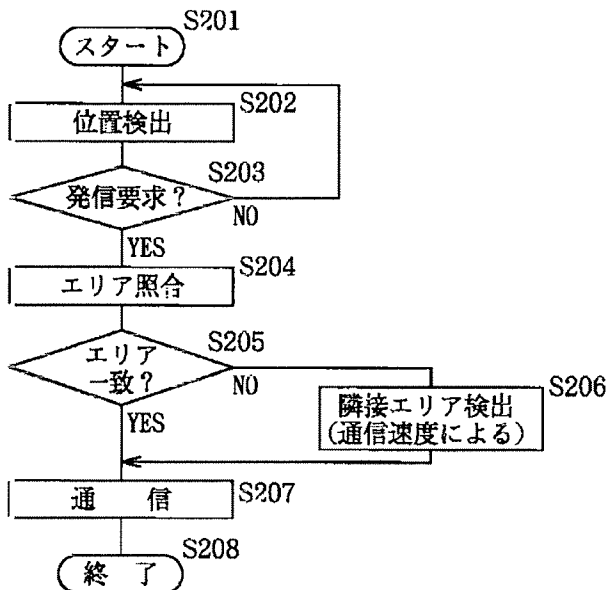 S201
スタート
S202
位置検出
S203
発信要求?
NO
YES
S204
エリア照合
S205
エリア
一致?
NO
YES
S206
隣接エリア検出
(通信速度による)
S207
通 信
S208
終 了